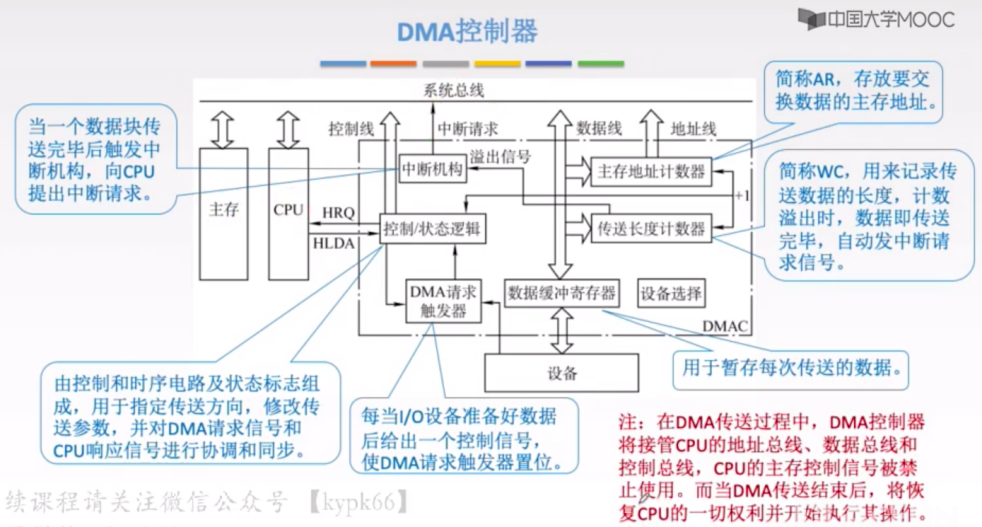 中国大学MOOC
DMA控制器
简称AR，存放要交
换数据的主存地址。
当一个数据块传
送完毕后触发中
断机构，向CPU
提出中断请求。
系统总线
控制线
中断请求
数据线
地址线
中断机构
溢出信号
主存地址计数器
+1
简称WC，用来记录传
送数据的长度，计数
溢出时，数据即传送
完毕，自动发中断请
求信号。
主存
CPU
HRQ
HLDA
控制/状态逻辑
传送长度计数器
DMA请求
触发器
数据缓冲寄存器
设备选择
DMAC
设备
用于暂存每次传送的数据。
由控制和时序电路及状态标志组
成，用于指定传送方向，修改传
送参数，并对DMA请求信号和
CPU响应信号进行协调和同步。
每当I/O设备准备好数据
后给出一个控制信号，
使DMA请求触发器置位。
注：在DMA传送过程中，DMA控制器
将接管CPU的地址总线、数据总线和
控制总线，CPU的主存控制信号被禁
止使用。而当DMA传送结束后，将恢
复CPU的一切权利并开始执行其操作。
续课程请关注微信公众号 【kypk66】